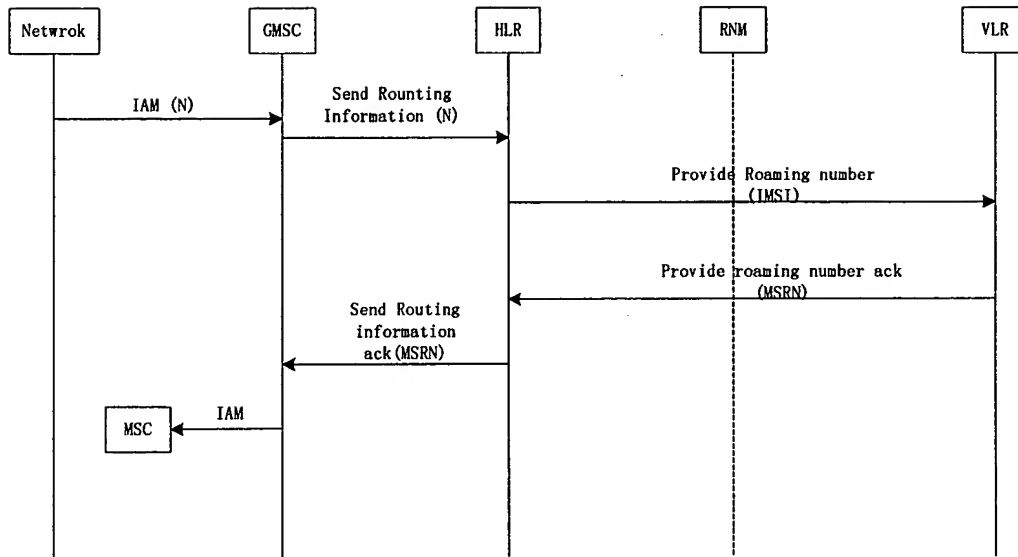 Netwrok
GMSC
HLR
RNM
VLR
IAM (N)
Send Rounting
Information (N)
Provide Roaming number
(IMSI)
Provide roaming number ack
(MSRN)
Send Routing
information
ack(MSRN)
IAM
MSC